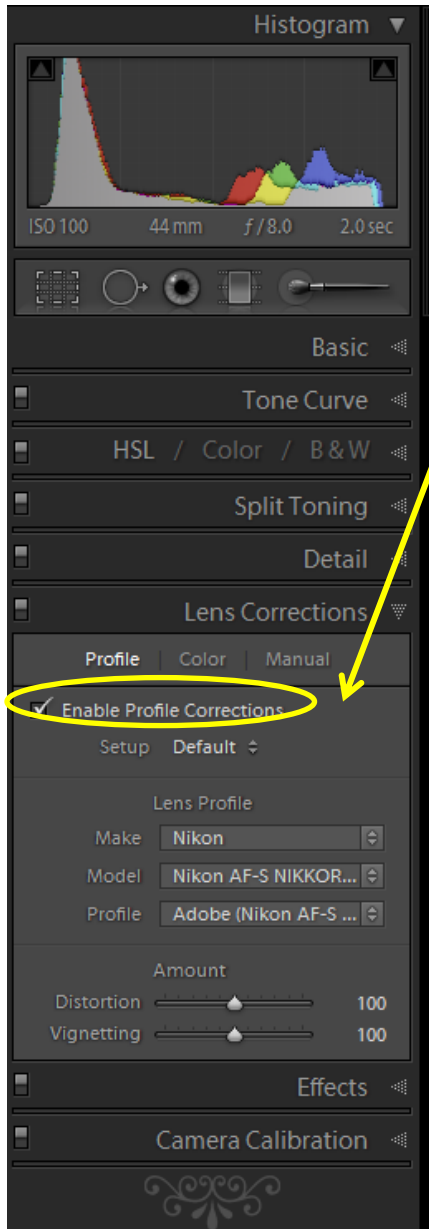 Histogram
ISO 100 44 mm ƒ / 8.0 2.0 sec
Basic
Tone Curve
HSL / Color / B & W
Split Toning
Detail
Lens Corrections
Profile | Color | Manual
Enable Profile Corrections
Setup Default
Lens Profile
Make Nikon
Model Nikon AF-S NIKKOR...
Profile Adobe (Nikon AF-S ...
Amount
Distortion 100
Vignetting 100
Effects
Camera Calibration